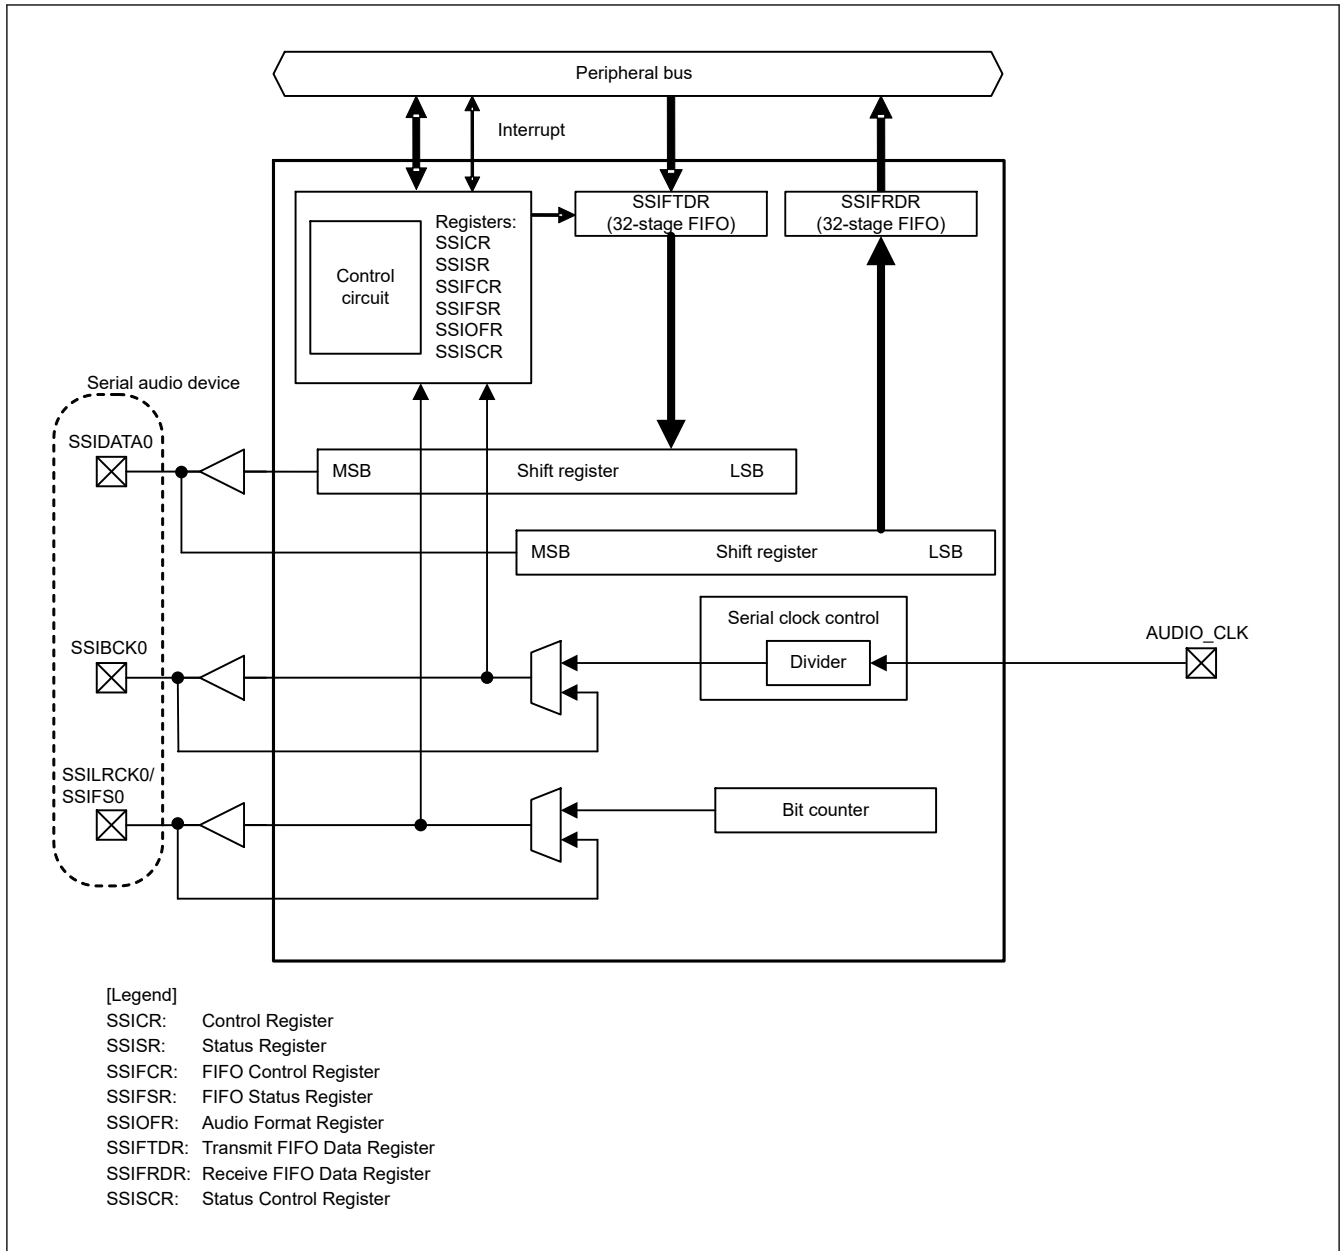 Peripheral bus
Interrupt
SSIFTDR
(32-stage FIFO)
SSIFRDR
(32-stage FIFO)
Registers:
SSICR
SSISR
SSIFCR
SSIFSR
SSIOFR
SSISCR
Control
circuit
Serial audio device
SSIDATA0
MSB Shift register LSB
MSB Shift register LSB
Serial clock control
Divider
AUDIO_CLK
SSIBCK0
SSILRCK0/
SSIFS0
Bit counter
[Legend]
SSICR: Control Register
SSISR: Status Register
SSIFCR: FIFO Control Register
SSIFSR: FIFO Status Register
SSIOFR: Audio Format Register
SSIFTDR: Transmit FIFO Data Register
SSIFRDR: Receive FIFO Data Register
SSISCR: Status Control Register